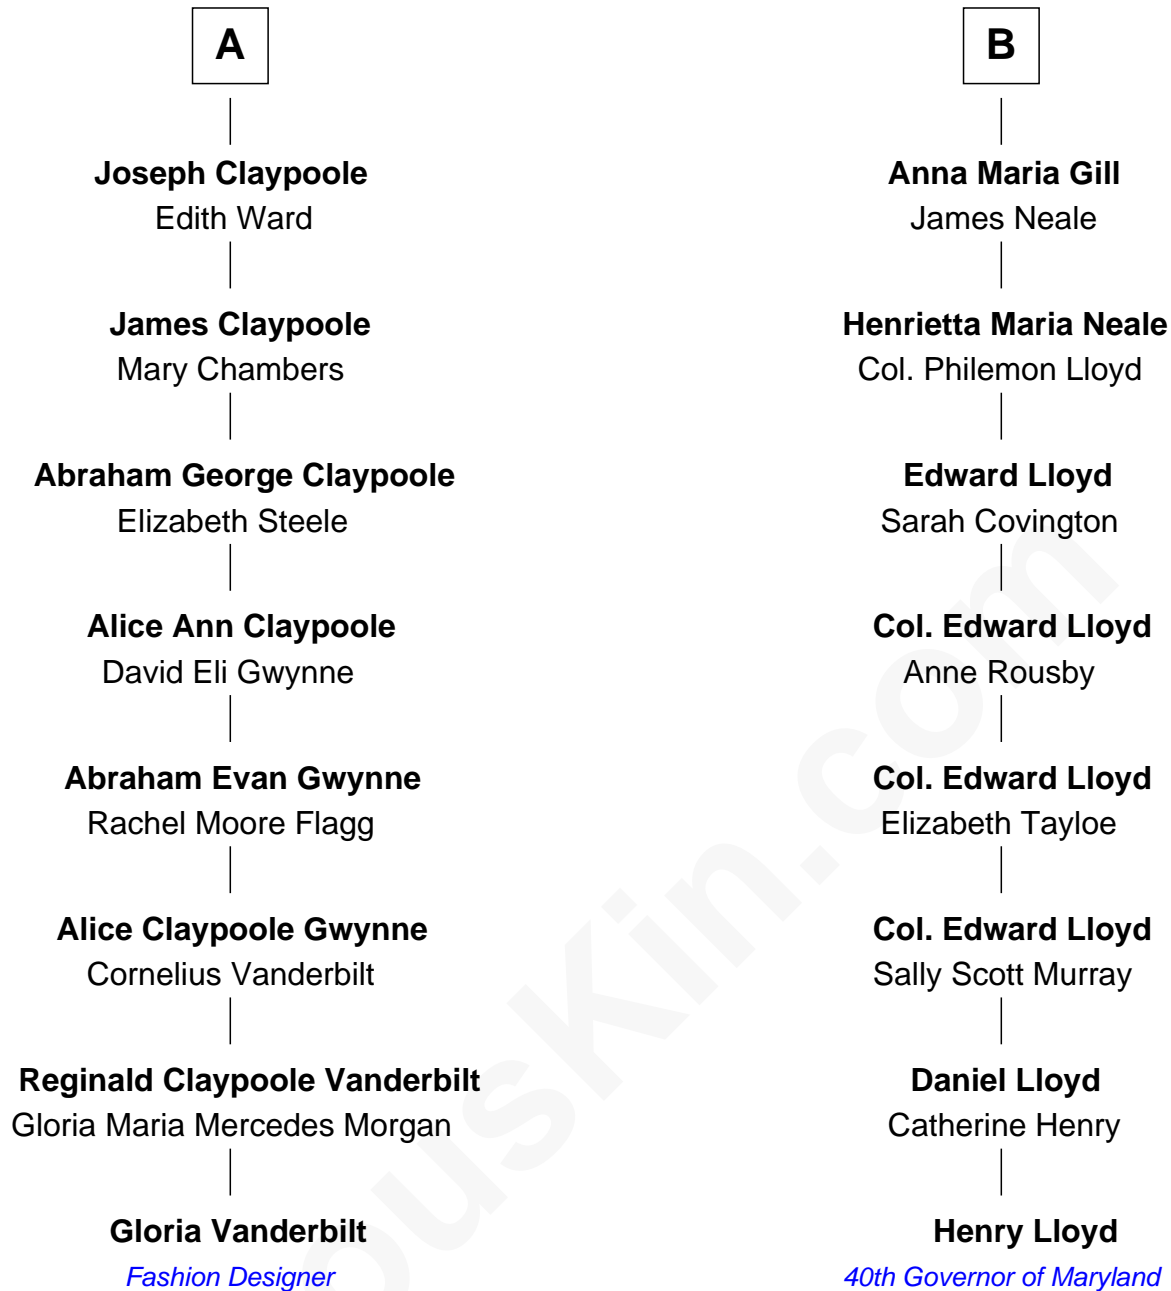 A
Joseph Claypoole
Edith Ward
James Claypoole
Mary Chambers
Abraham George Claypoole
Elizabeth Steele
Alice Ann Claypoole
David Eli Gwynne
Abraham Evan Gwynne
Rachel Moore Flagg
Alice Claypoole Gwynne
Cornelius Vanderbilt
Reginald Claypoole Vanderbilt
Gloria Maria Mercedes Morgan
Gloria Vanderbilt
Fashion Designer
B
Anna Maria Gill
James Neale
Henrietta Maria Neale
Col. Philemon Lloyd
Edward Lloyd
Sarah Covington
Col. Edward Lloyd
Anne Rousby
Col. Edward Lloyd
Elizabeth Tayloe
Col. Edward Lloyd
Sally Scott Murray
Daniel Lloyd
Catherine Henry
Henry Lloyd
40th Governor of Maryland
ousKin.com